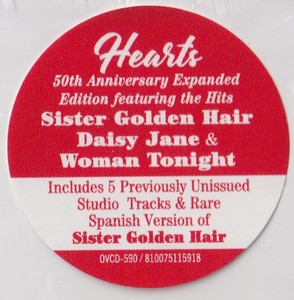 Hearts
50th Anniversary Expanded
Edition featuring the Hits
Sister Golden Hair
Daisy Jane &
Woman Tonight
Includes 5 Previously Unissued
Studio Tracks & Rare
Spanish Version of
Sister Golden Hair
OVCD-590 / 810075115918